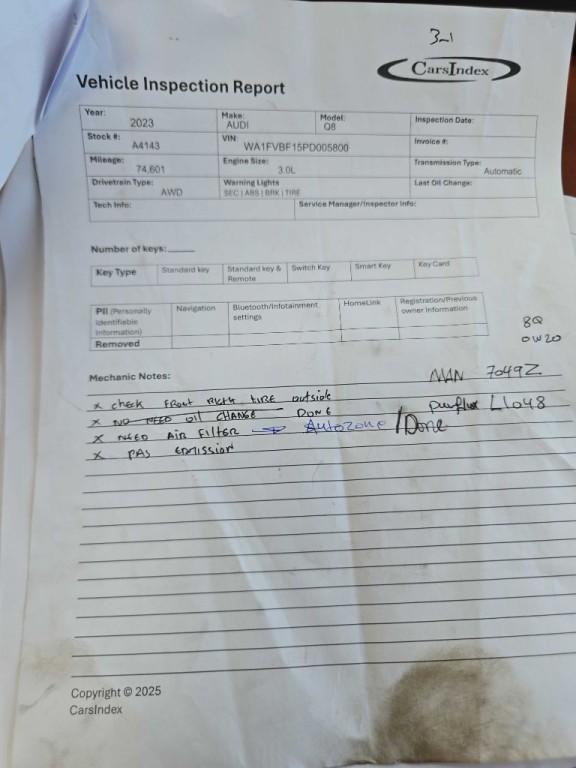 3-1
CarsIndex
Vehicle Inspection Report
Year: 2023 Make: AUDI Model: Q8 Inspection Date:
Stock #: A4143 VIN: WA1FVBF15PD005800 Invoice #:
Mileage: 74,601 Engine Size: 3.0L Transmission Type: Automatic
Drivetrain Type: AWD Warning Lights SEC | ABS | BRK | TIRE Last Oil Change:
Tech Info: Service Manager/Inspector Info:
Number of keys:
Key Type Standard key Standard key & Remote Switch Key Smart Key Key Card
PII (Personally Identifiable Information) Navigation Bluetooth/Infotainment settings HomeLink Registration/Previous owner information
Removed
8Q
0W20
Mechanic Notes:
7049Z
x check FRONT RIGTH TIRE outside
x NO NEED OIL CHANGE DONE purflux L1048
x NEED AIR FILTER → Autozone / Done
x PAS EMISSION
Copyright © 2025
CarsIndex